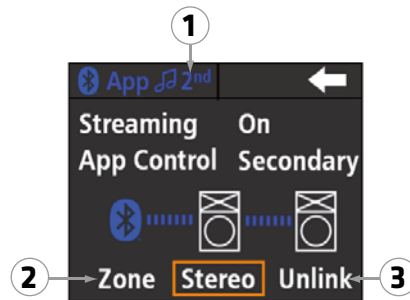 1
App 2nd
Streaming On
App Control Secondary
2 Zone Stereo Unlink 3